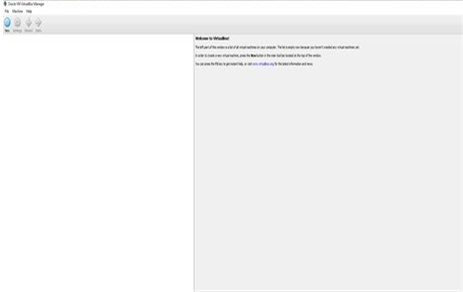 Oracle VM VirtualBox Manager
File Machine Help
New Settings Discard Start
Welcome to VirtualBox!
The left part of this window is a list of all virtual machines on your computer. The list is empty now because you haven't created any virtual machines yet.
In order to create a new virtual machine, press the New button in the main tool bar located at the top of the window.
You can press the F1 key to get instant help, or visit www.virtualbox.org for the latest information and news.